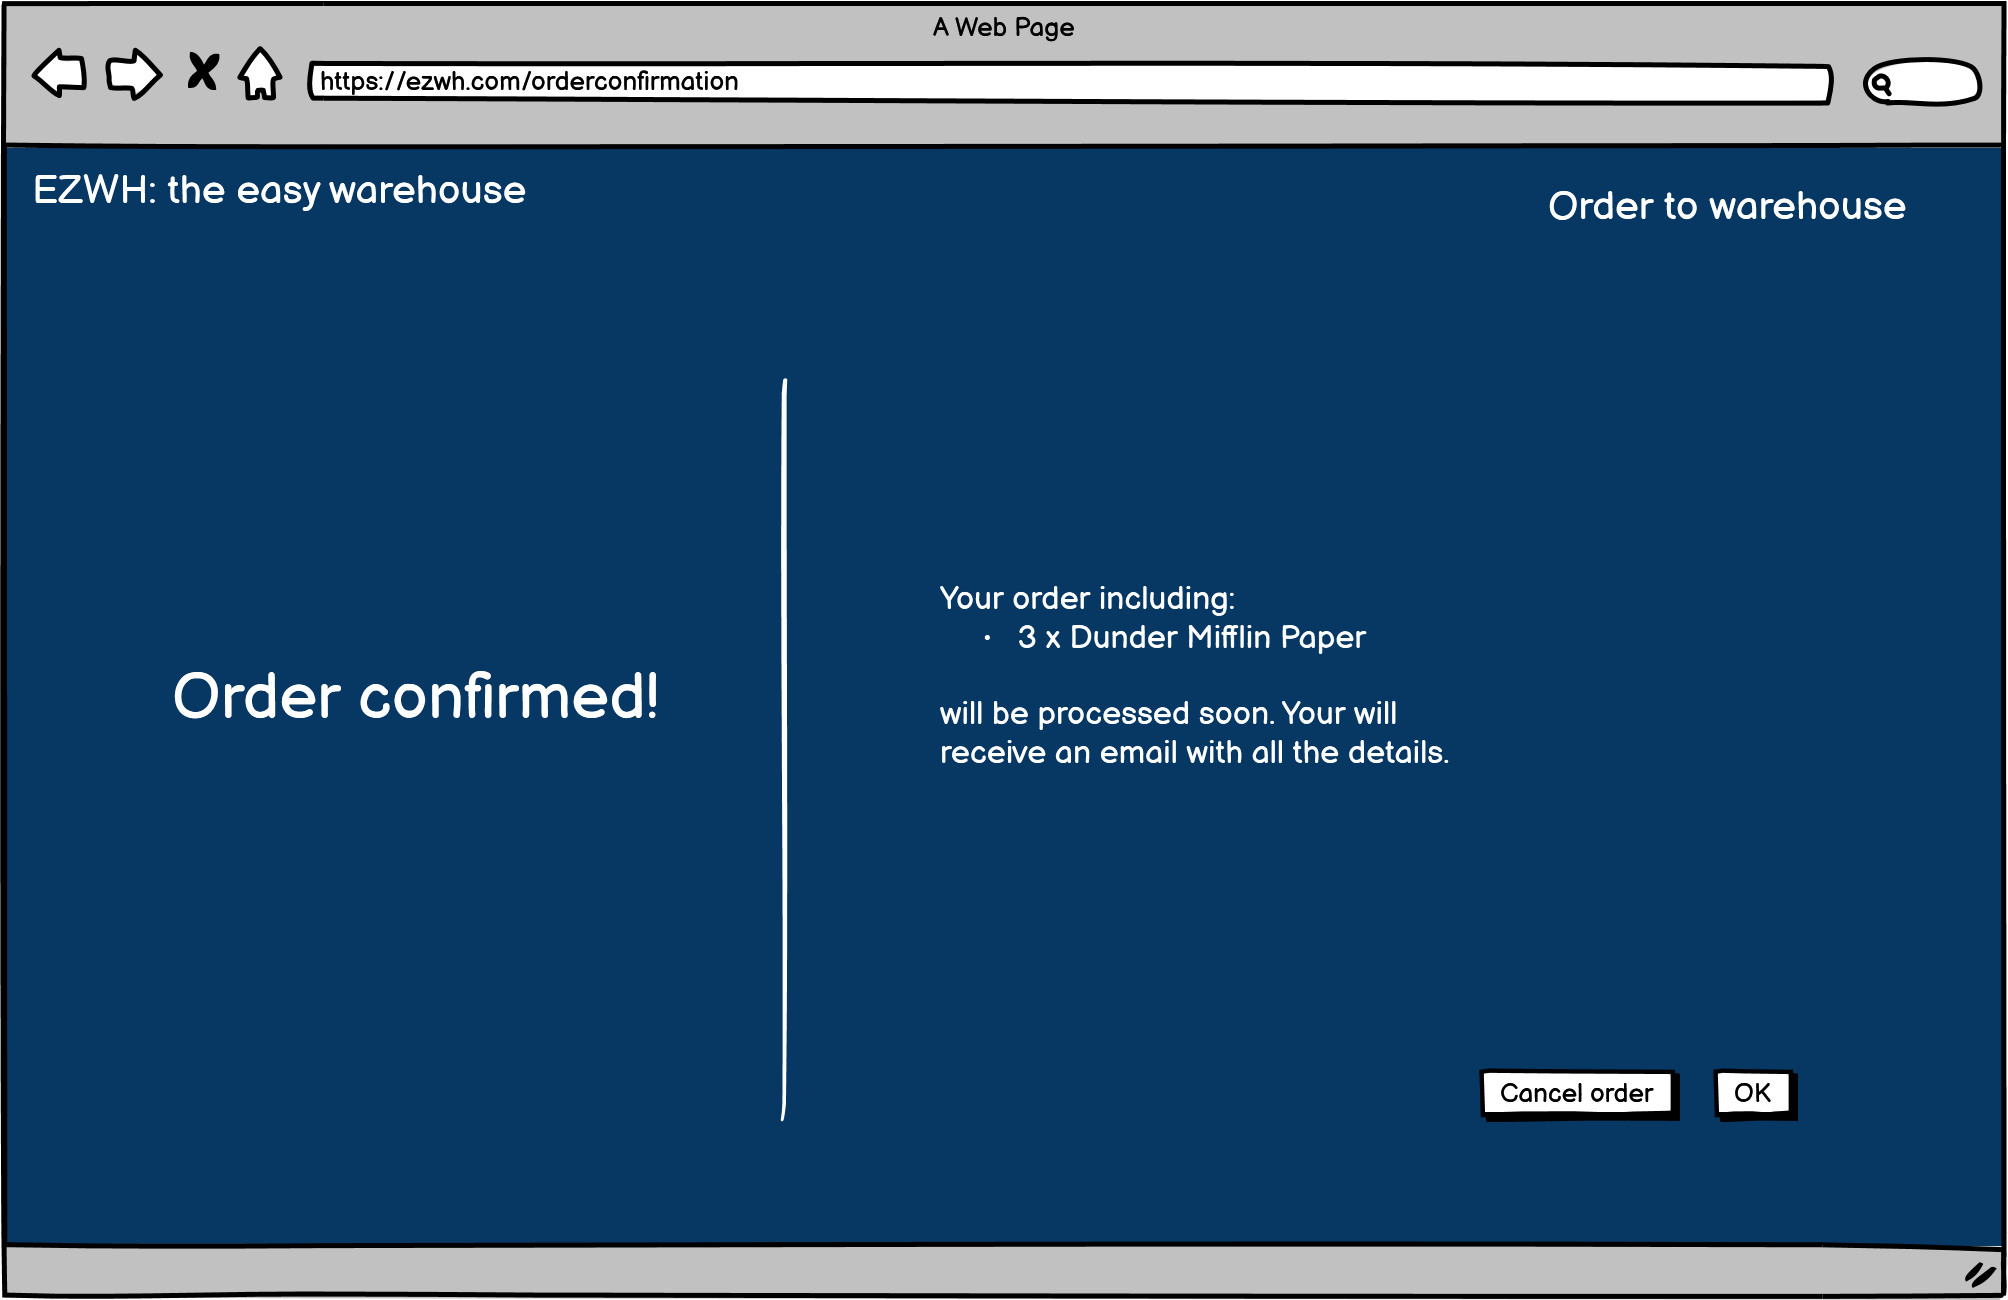 A Web Page
https://ezwh.com/orderconfirmation
EZWH: the easy warehouse
Order to warehouse
Order confirmed!
Your order including:
• 3 x Dunder Mifflin Paper
will be processed soon. Your will
receive an email with all the details.
Cancel order
OK